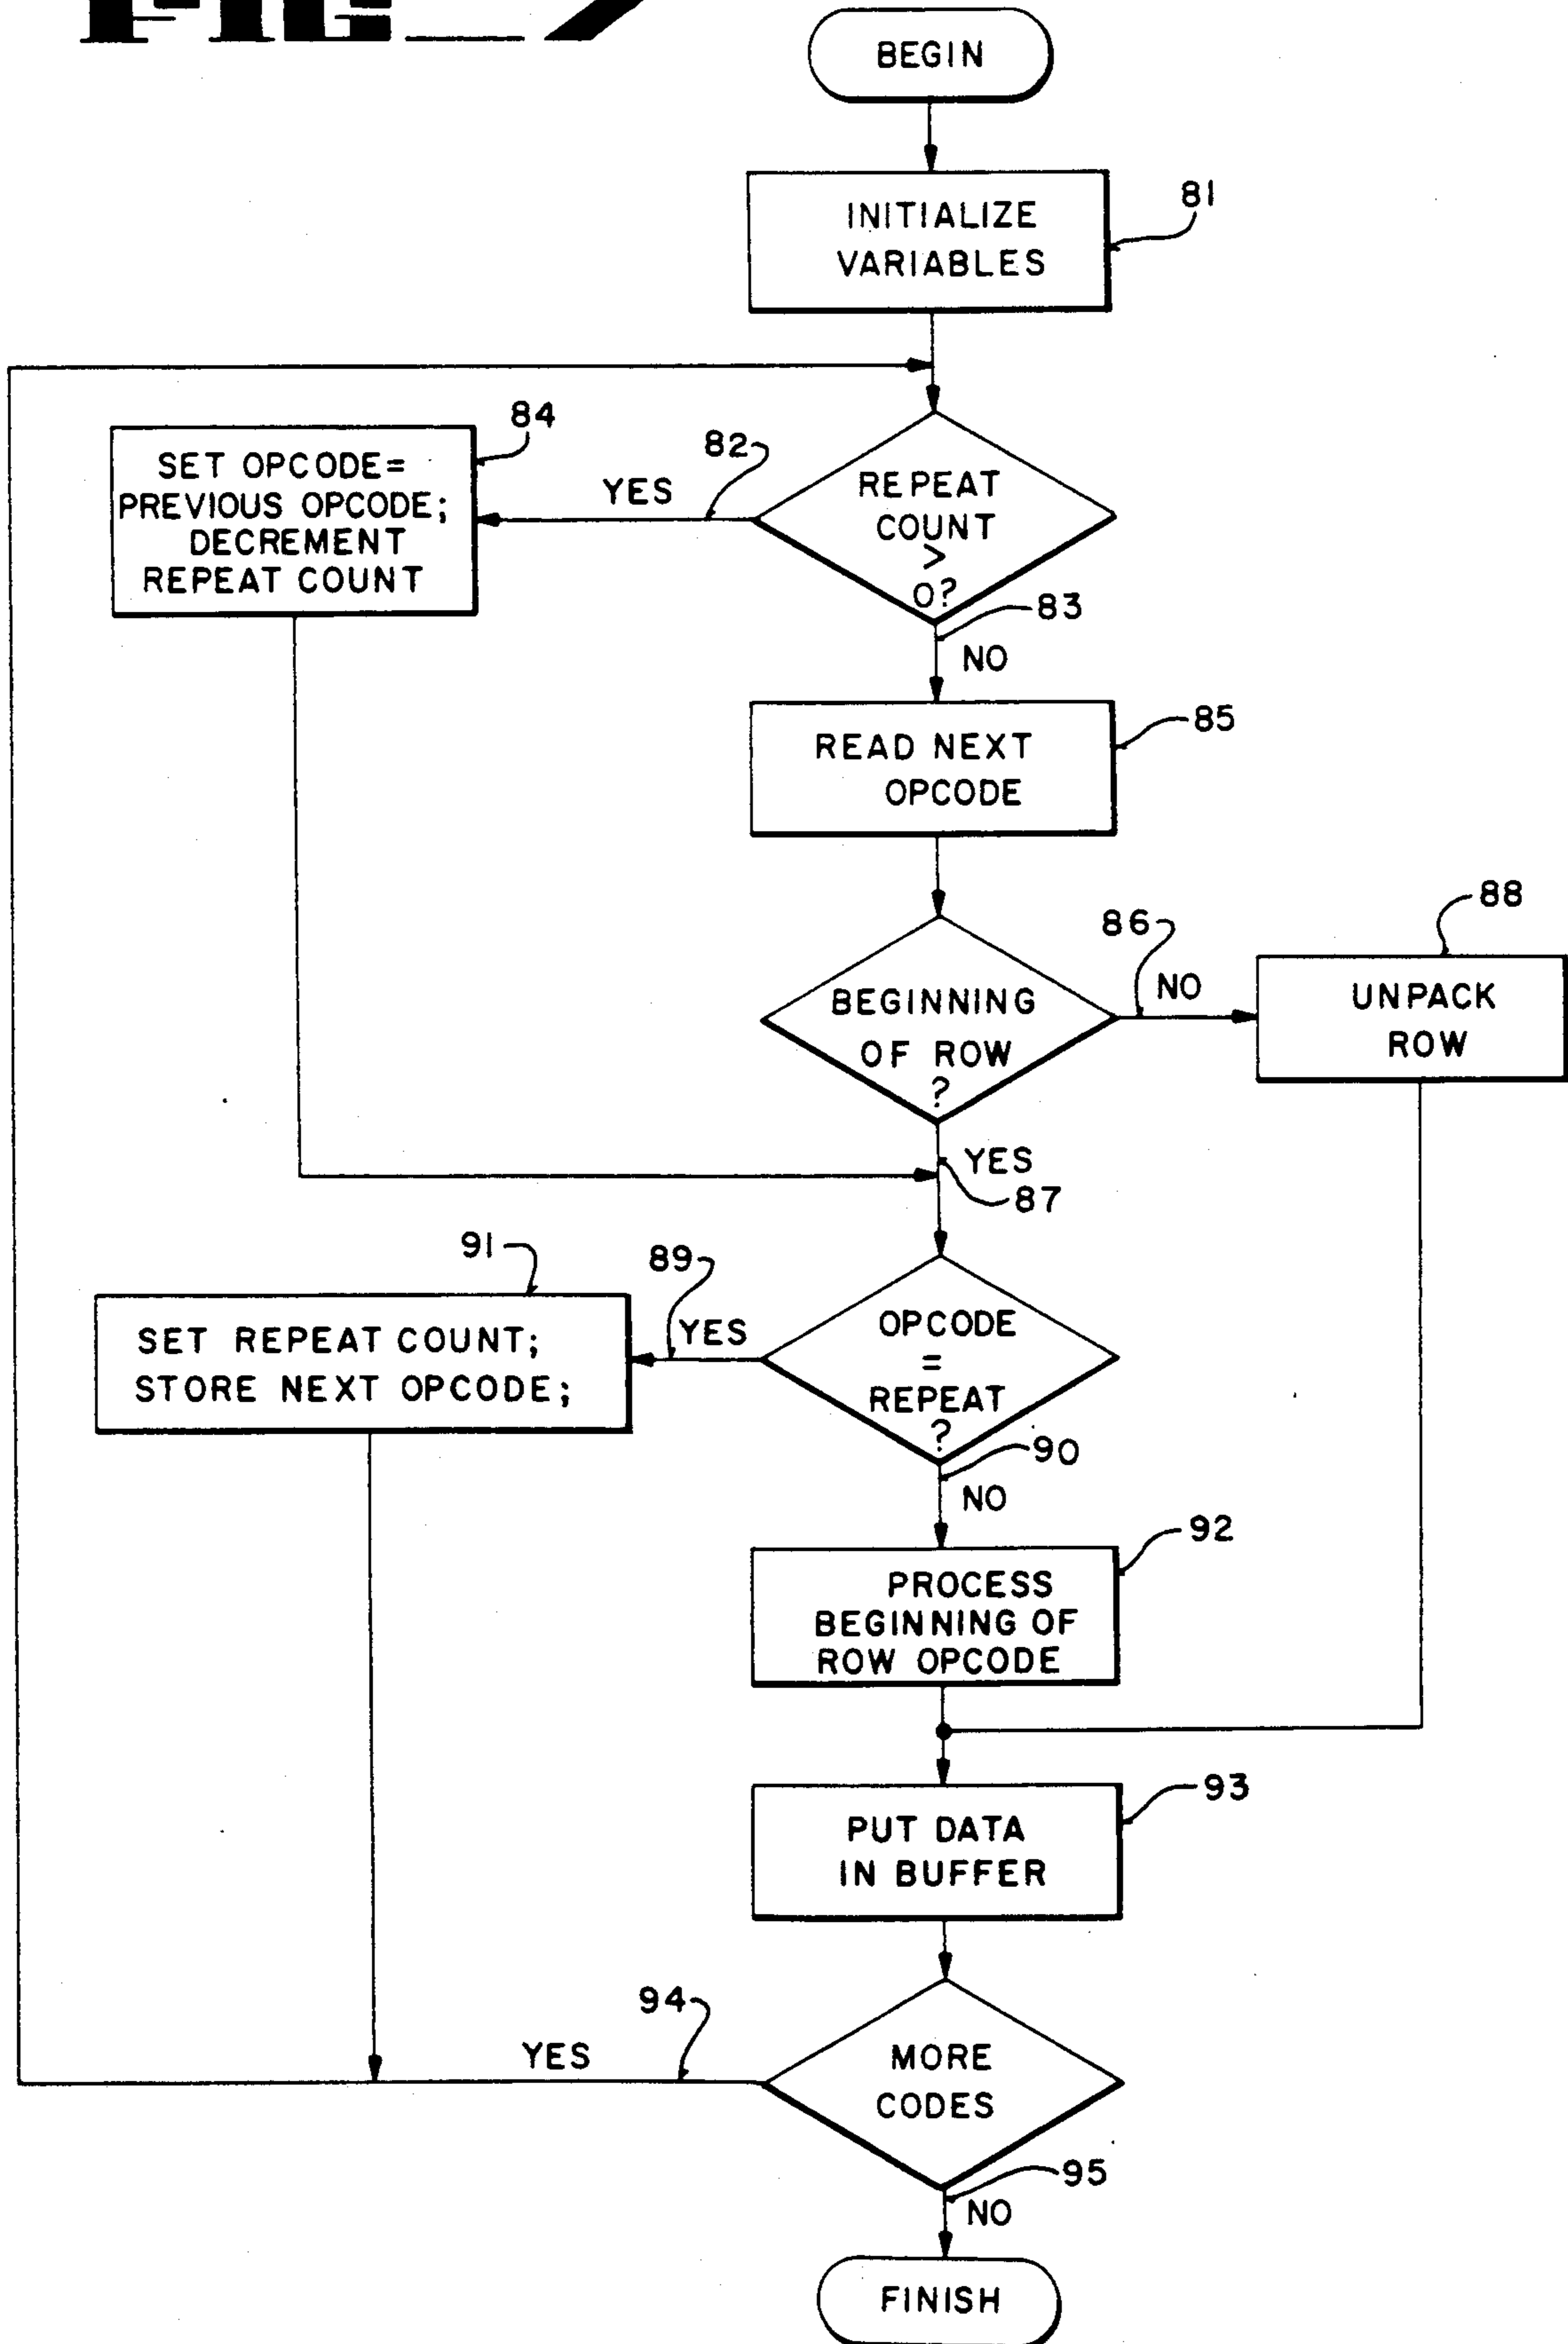 BEGIN
INITIALIZE
VARIABLES
81
84
SET OPCODE=
PREVIOUS OPCODE;
DECREMENT
REPEAT COUNT
82
YES
REPEAT
COUNT
>
0?
83
NO
READ NEXT
OPCODE
85
BEGINNING
OF ROW
?
86
NO
88
UNPACK
ROW
YES
87
91
SET REPEAT COUNT;
STORE NEXT OPCODE;
89
YES
OPCODE
=
REPEAT
?
90
NO
92
PROCESS
BEGINNING OF
ROW OPCODE
93
PUT DATA
IN BUFFER
94
YES
MORE
CODES
95
NO
FINISH